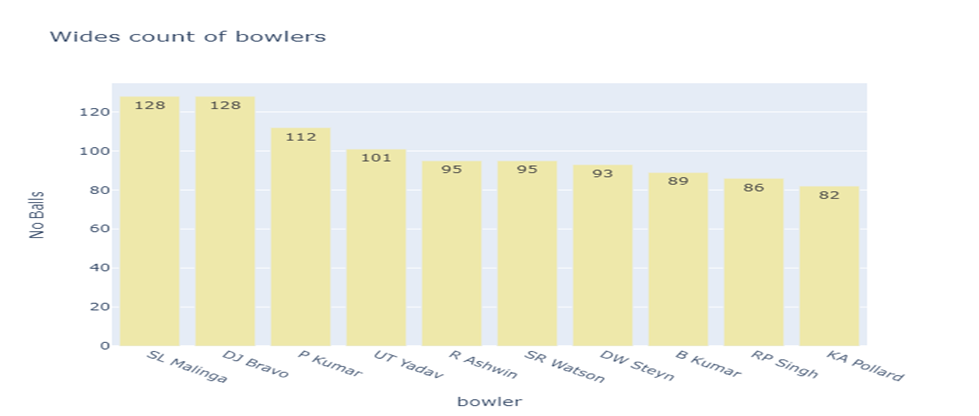 Wides count of bowlers
No Balls
120
100
80
60
40
20
0
128
128
112
101
95
95
93
89
86
82
SL Malinga
DJ Bravo
P Kumar
UT Yadav
R Ashwin
SR Watson
DW Steyn
B Kumar
RP Singh
KA Pollard
bowler